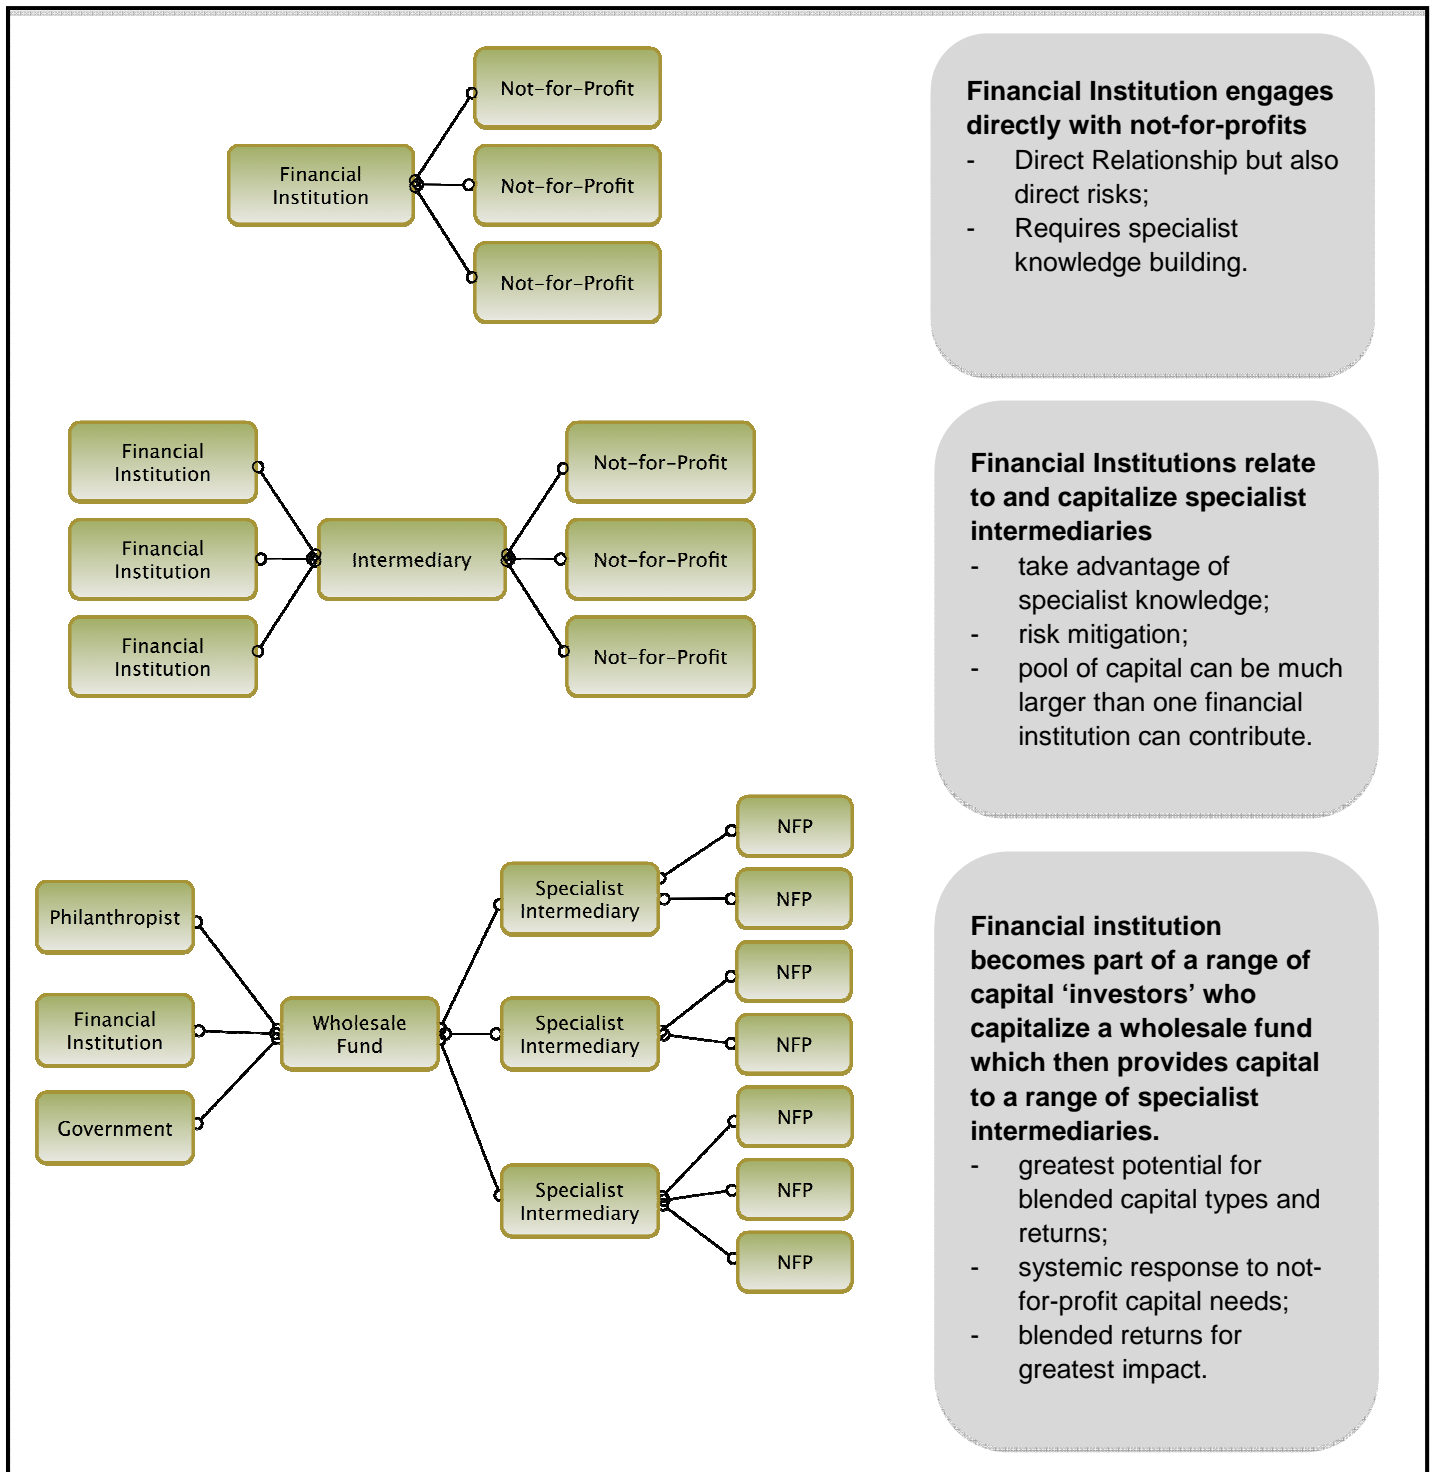 Not-for-Profit
Financial
Institution
Not-for-Profit
Not-for-Profit
Financial Institution engages
directly with not-for-profits
- Direct Relationship but also
direct risks;
- Requires specialist
knowledge building.
Financial
Institution
Financial
Institution
Financial
Institution
Intermediary
Not-for-Profit
Not-for-Profit
Not-for-Profit
Financial Institutions relate
to and capitalize specialist
intermediaries
- take advantage of
specialist knowledge;
- risk mitigation;
- pool of capital can be much
larger than one financial
institution can contribute.
Philanthropist
Financial
Institution
Government
Wholesale
Fund
Specialist
Intermediary
Specialist
Intermediary
Specialist
Intermediary
NFP
NFP
NFP
NFP
NFP
NFP
NFP
Financial institution
becomes part of a range of
capital ‘investors’ who
capitalize a wholesale fund
which then provides capital
to a range of specialist
intermediaries.
- greatest potential for
blended capital types and
returns;
- systemic response to not-
for-profit capital needs;
- blended returns for
greatest impact.